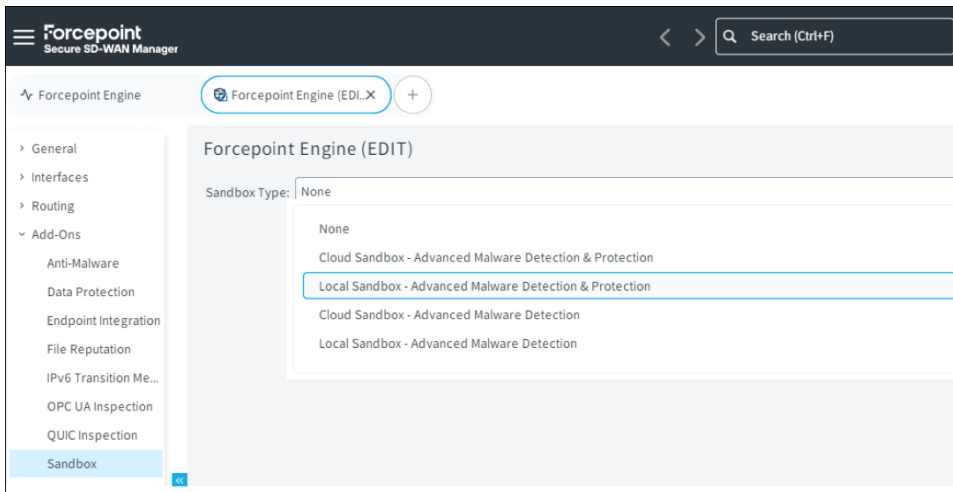 Forcepoint
Secure SD-WAN Manager
Search (Ctrl+F)
Forcepoint Engine
Forcepoint Engine (EDI..
Forcepoint Engine (EDIT)
General
Interfaces
Routing
Add-Ons
Anti-Malware
Data Protection
Endpoint Integration
File Reputation
IPv6 Transition Me...
OPC UA Inspection
QUIC Inspection
Sandbox
Sandbox Type: None
None
Cloud Sandbox - Advanced Malware Detection & Protection
Local Sandbox - Advanced Malware Detection & Protection
Cloud Sandbox - Advanced Malware Detection
Local Sandbox - Advanced Malware Detection